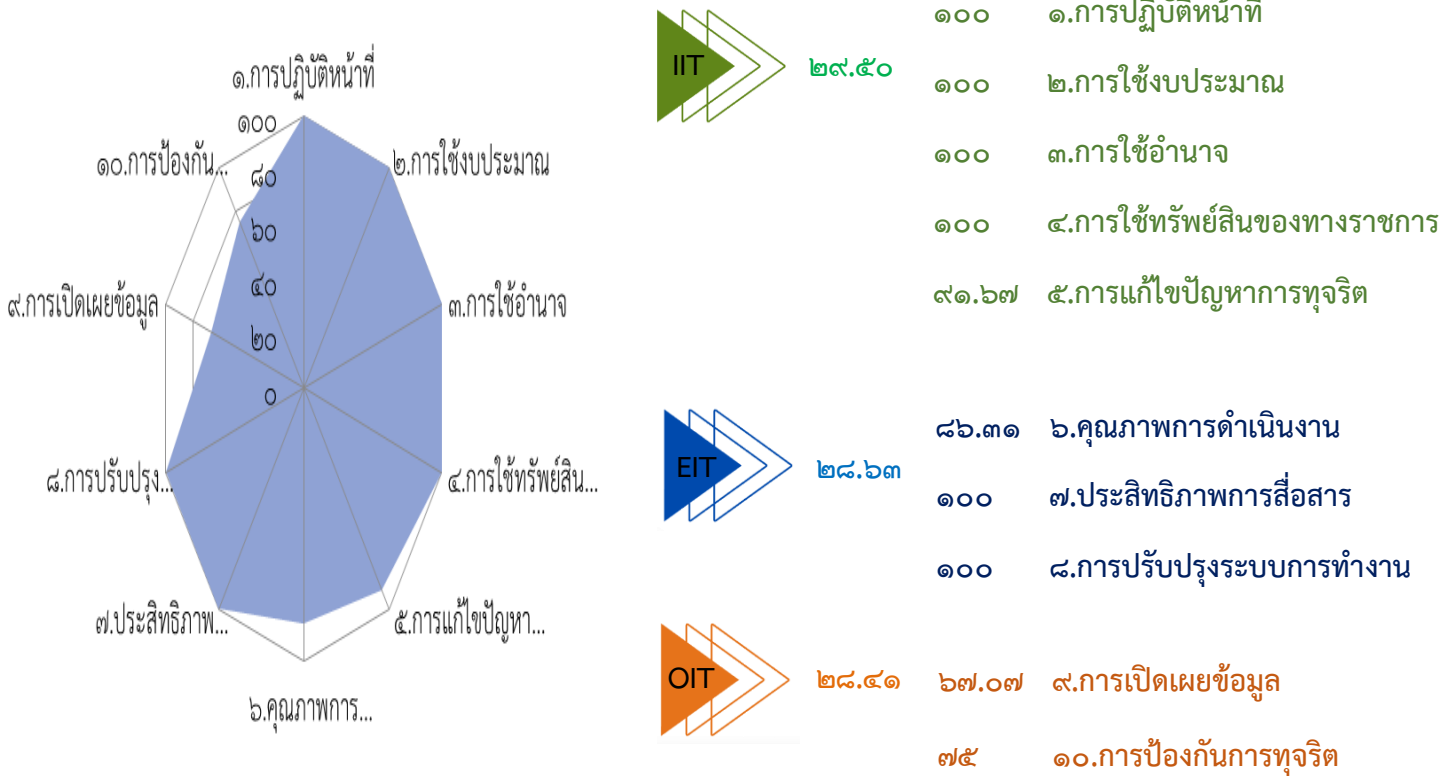 ๑.การปฏิบัติหน้าที่
๑๐๐
๘๐
๖๐
๔๐
๒๐
๐
๒.การใช้งบประมาณ
๓.การใช้อำนาจ
๔.การใช้ทรัพย์สิน...
๕.การแก้ไขปัญหา...
๖.คุณภาพการ...
๗.ประสิทธิภาพ...
๘.การปรับปรุง...
๙.การเปิดเผยข้อมูล
๑๐.การป้องกัน...
IIT ๒๙.๕๐
๑๐๐ ๑.การปฏิบัติหน้าที่
๑๐๐ ๒.การใช้งบประมาณ
๑๐๐ ๓.การใช้อำนาจ
๑๐๐ ๔.การใช้ทรัพย์สินของทางราชการ
๙๑.๖๗ ๕.การแก้ไขปัญหาการทุจริต
EIT ๒๘.๖๓
๘๖.๓๑ ๖.คุณภาพการดำเนินงาน
๑๐๐ ๗.ประสิทธิภาพการสื่อสาร
๑๐๐ ๘.การปรับปรุงระบบการทำงาน
OIT ๒๘.๔๑
๖๗.๐๗ ๙.การเปิดเผยข้อมูล
๗๕ ๑๐.การป้องกันการทุจริต